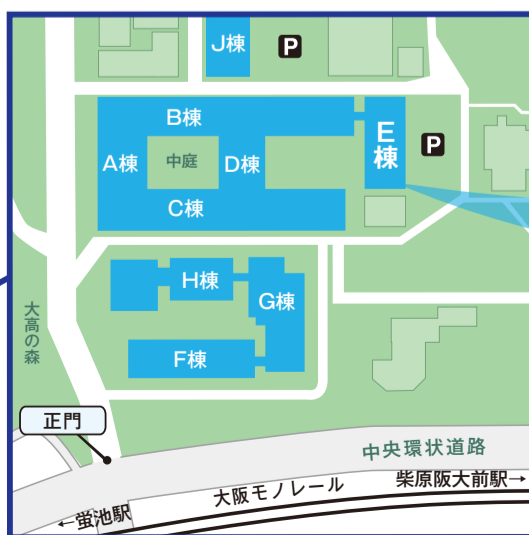 J棟
P
B棟
E棟
P
A棟
中庭
D棟
C棟
H棟
G棟
大高の森
F棟
正門
中央環状道路
柴原阪大前駅→
大阪モノレール
←蛍池駅